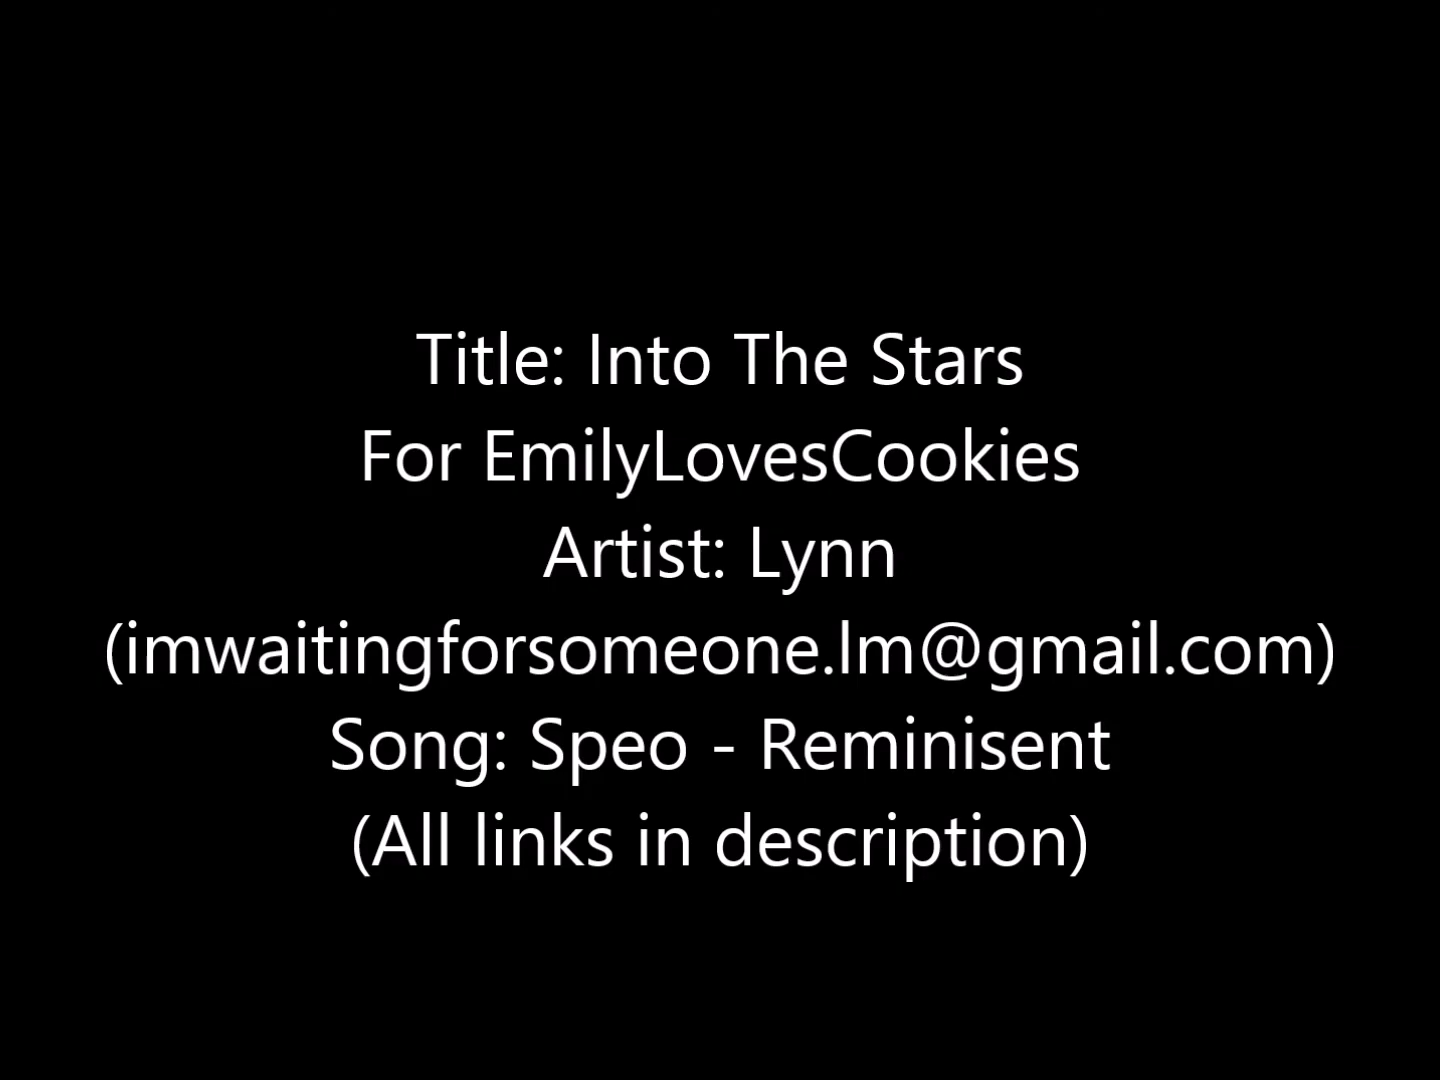 Title: Into The Stars
For EmilyLovesCookies
Artist: Lynn
(imwaitingforsomeone.lm@gmail.com)
Song: Speo - Reminisent
(All links in description)